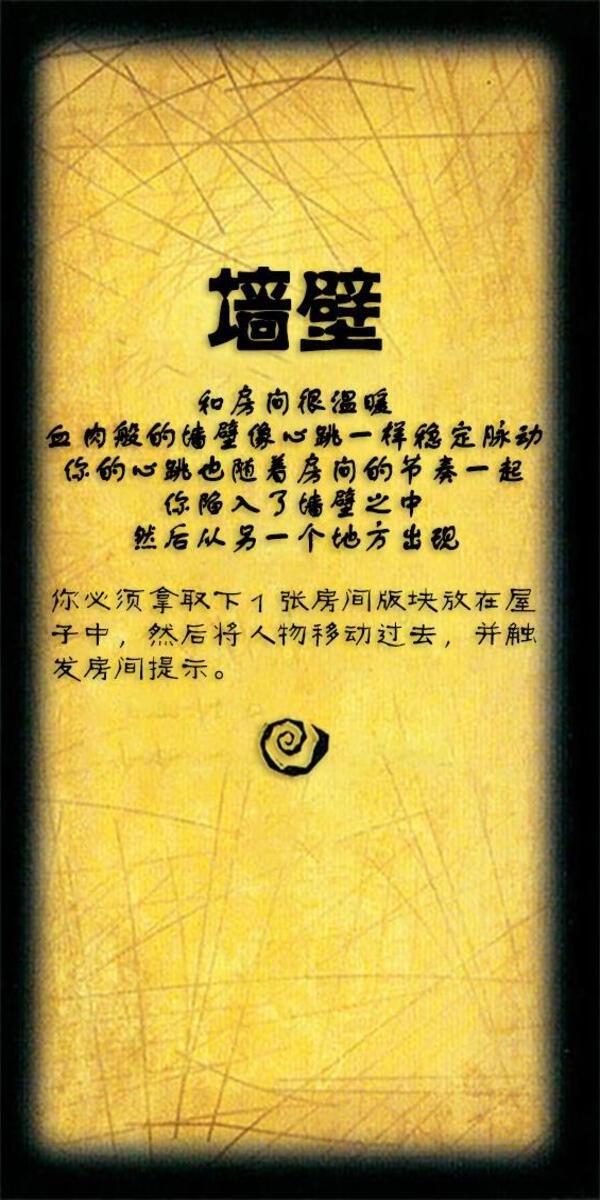 墙壁
和房间很温暖
血肉般的墙壁像心跳一样稳定脉动
你的心跳也随着房间的节奏一起
你陷入了墙壁之中
然后从另一个地方出现
你必须拿取下1张房间版块放在屋
子中，然后将人物移动过去，并触
发房间提示。